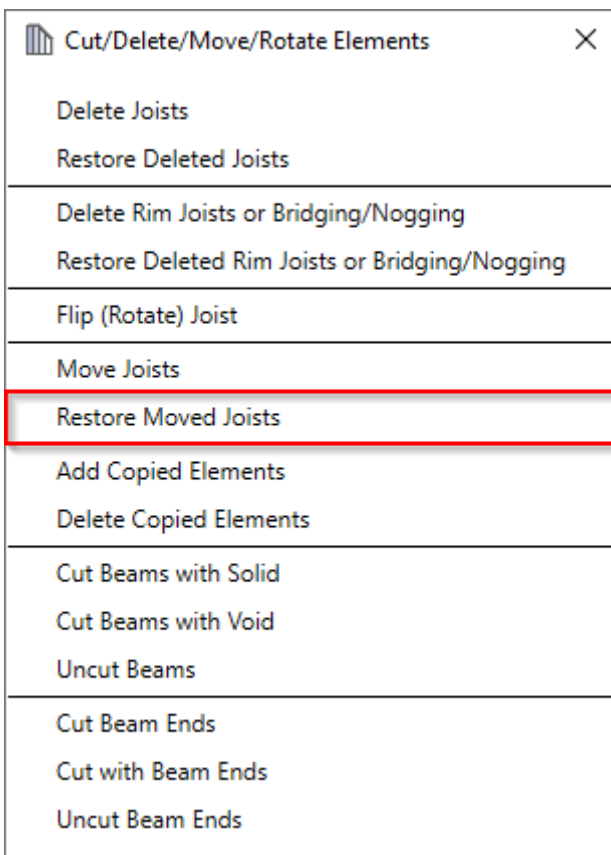 Cut/Delete/Move/Rotate Elements
Delete Joists
Restore Deleted Joists
Delete Rim Joists or Bridging/Nogging
Restore Deleted Rim Joists or Bridging/Nogging
Flip (Rotate) Joist
Move Joists
Restore Moved Joists
Add Copied Elements
Delete Copied Elements
Cut Beams with Solid
Cut Beams with Void
Uncut Beams
Cut Beam Ends
Cut with Beam Ends
Uncut Beam Ends